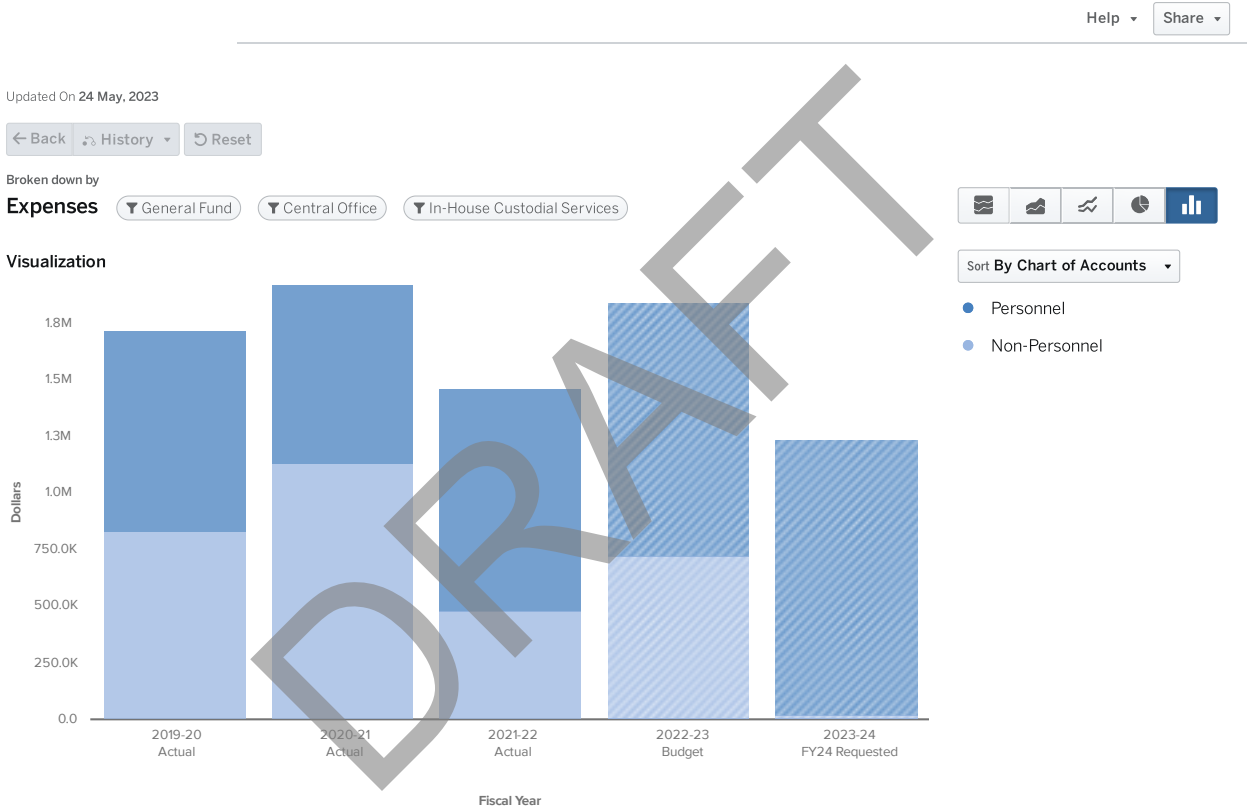 Help
Share
Updated On 24 May, 2023
Back
History
Reset
Broken down by
Expenses
General Fund
Central Office
In-House Custodial Services
Visualization
Sort By Chart of Accounts
Personnel
Non-Personnel
1.8M
1.5M
1.3M
1.0M
750.0K
500.0K
250.0K
0.0
Dollars
2019-20
Actual
2020-21
Actual
2021-22
Actual
2022-23
Budget
2023-24
FY24 Requested
Fiscal Year
DRAFT